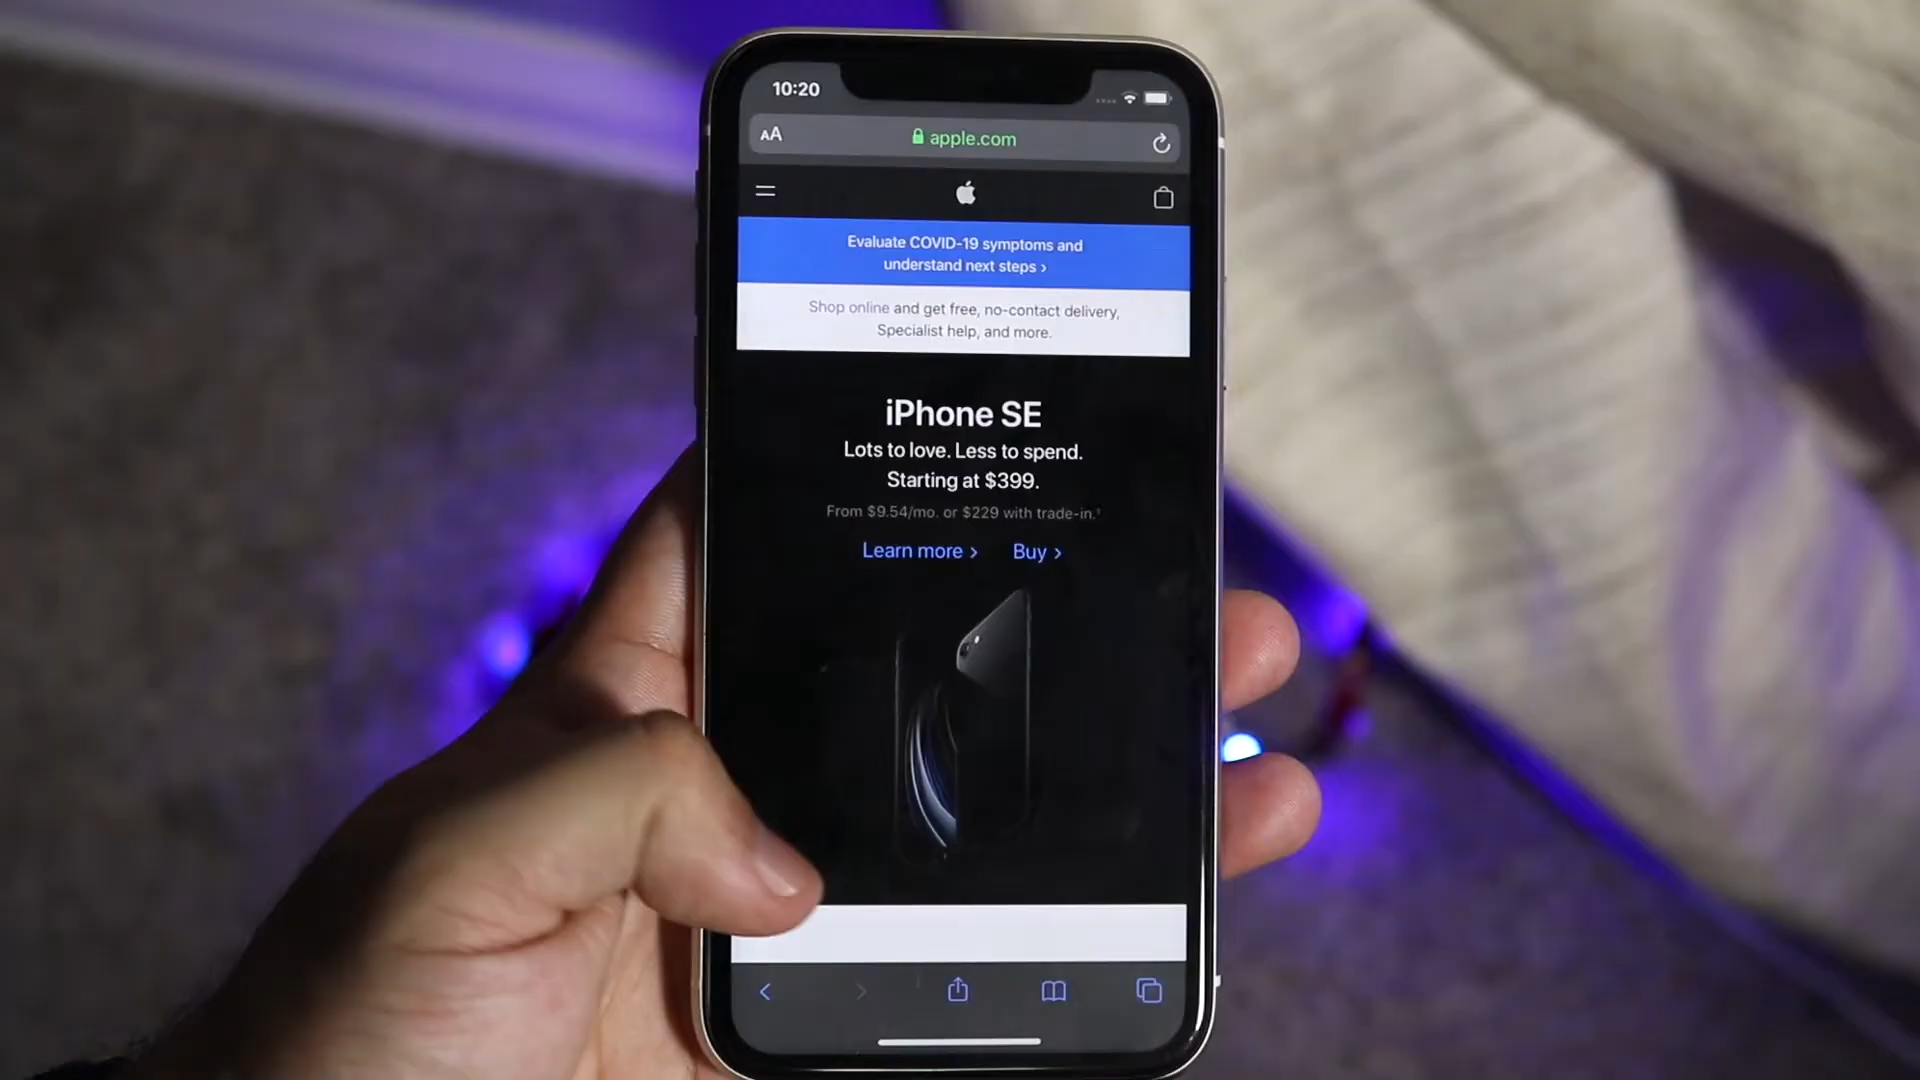 10:20
AA
apple.com
Evaluate COVID-19 symptoms and
understand next steps ›
Shop online and get free, no-contact delivery,
Specialist help, and more.
iPhone SE
Lots to love. Less to spend.
Starting at $399.
From $9.54/mo. or $229 with trade-in.¹
Learn more ›
Buy ›